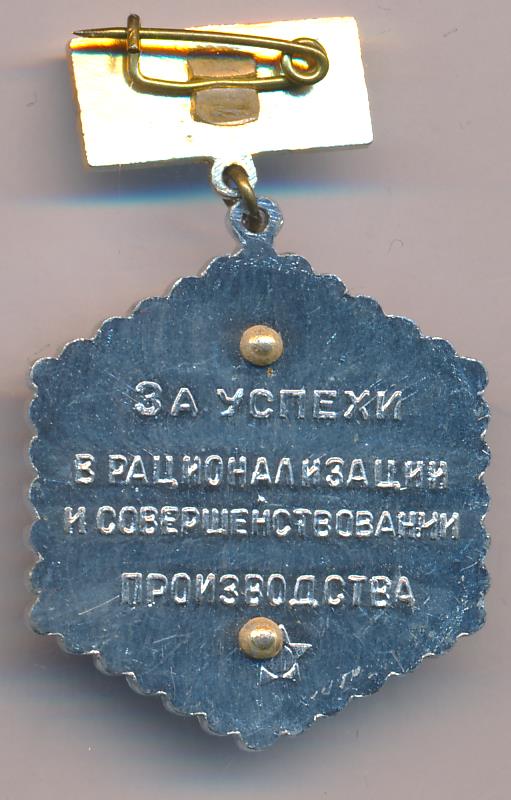 ЗА УСПЕХИ
В РАЦИОНАЛИЗАЦИИ
И СОВЕРШЕНСТВОВАНИИ
ПРОИЗВОДСТВА